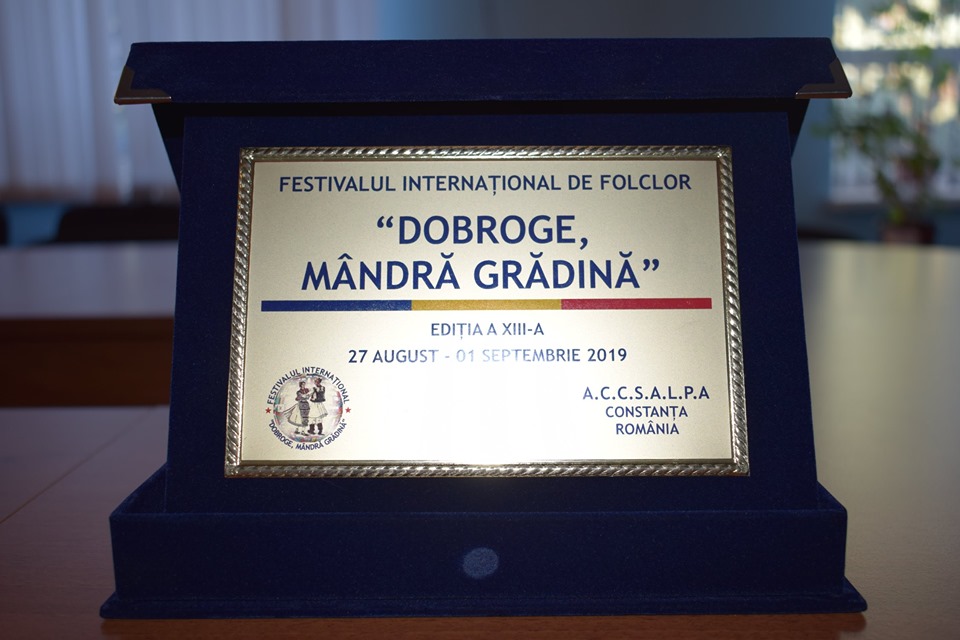 FESTIVALUL INTERNAȚIONAL DE FOLCLOR
“DOBROGE,
MÂNDRĂ GRĂDINĂ”
EDIȚIA A XIII-A
27 AUGUST - 01 SEPTEMBRIE 2019
FESTIVALUL INTERNAȚIONAL
"DOBROGE, MÂNDRĂ GRĂDINĂ"
A.C.C.S.A.L.P.A
CONSTANȚA
ROMÂNIA